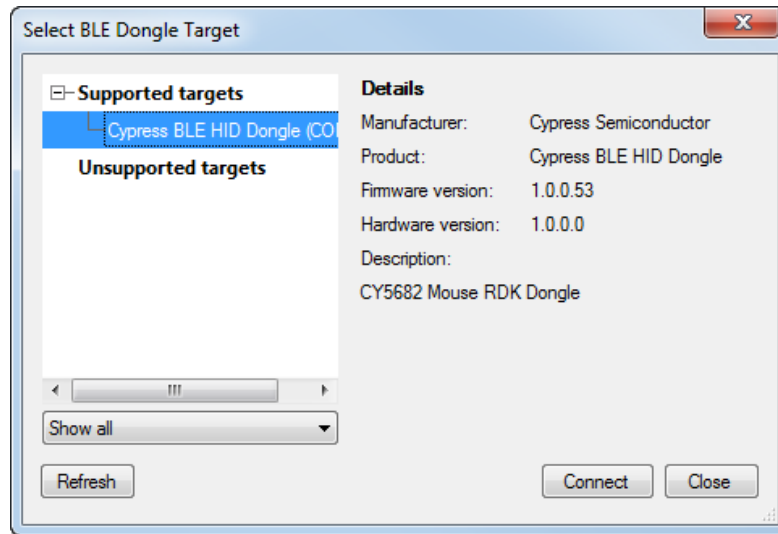 Select BLE Dongle Target
Supported targets
Cypress BLE HID Dongle (CO
Unsupported targets
Show all
Refresh
Details
Manufacturer: Cypress Semiconductor
Product: Cypress BLE HID Dongle
Firmware version: 1.0.0.53
Hardware version: 1.0.0.0
Description:
CY5682 Mouse RDK Dongle
Connect
Close